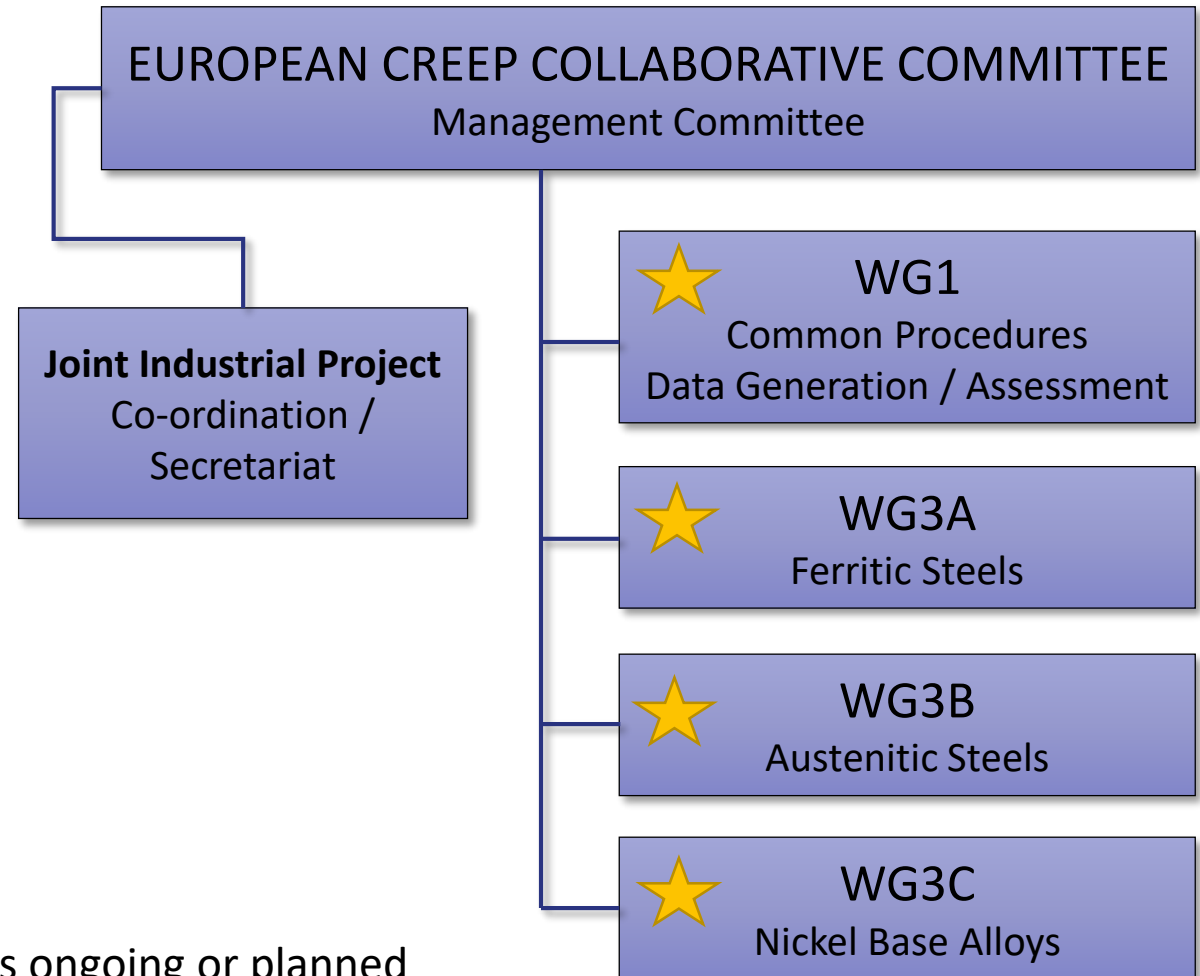 EUROPEAN CREEP COLLABORATIVE COMMITTEE
Management Committee
Joint Industrial Project
Co-ordination /
Secretariat
WG1
Common Procedures
Data Generation / Assessment
WG3A
Ferritic Steels
WG3B
Austenitic Steels
WG3C
Nickel Base Alloys
ongoing or planned